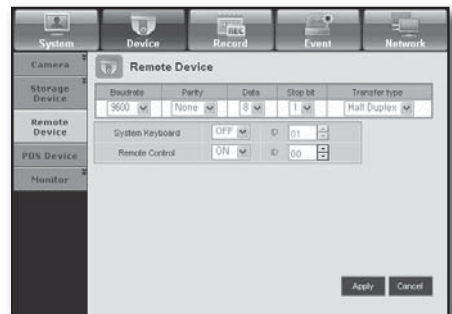 System Device Record Event Network
REC
Camera
Storage Device
Remote Device
POS Device
Monitor
Remote Device
Baudrate Parity Data Stop bit Transfer type
9600 None 8 1 Half Duplex
System Keyboard OFF ID 01
Remote Control ON ID 00
Apply Cancel